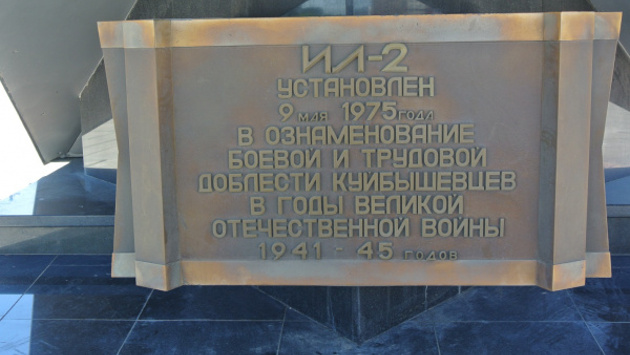 ИЛ-2
УСТАНОВЛЕН
9 МАЯ 1975 ГОДА
В ОЗНАМЕНОВАНИЕ
БОЕВОЙ И ТРУДОВОЙ
ДОБЛЕСТИ КУЙБЫШЕВЦЕВ
В ГОДЫ ВЕЛИКОЙ
ОТЕЧЕСТВЕННОЙ ВОЙНЫ
1941 - 45 ГОДОВ